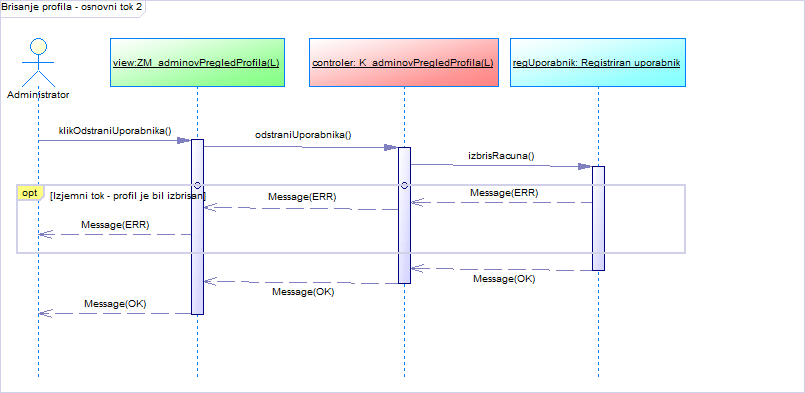 Brisanje profila - osnovni tok 2
view:ZM_adminovPregledProfila(L)
controler: K_adminovPregledProfila(L)
regUporabnik: Registriran uporabnik
Administrator
klikOdstraniUporabnika()
odstraniUporabnika()
izbrisRacuna()
opt
[Izjemni tok - profil je bil izbrisan]
Message(ERR)
Message(ERR)
Message(ERR)
Message(OK)
Message(OK)
Message(OK)